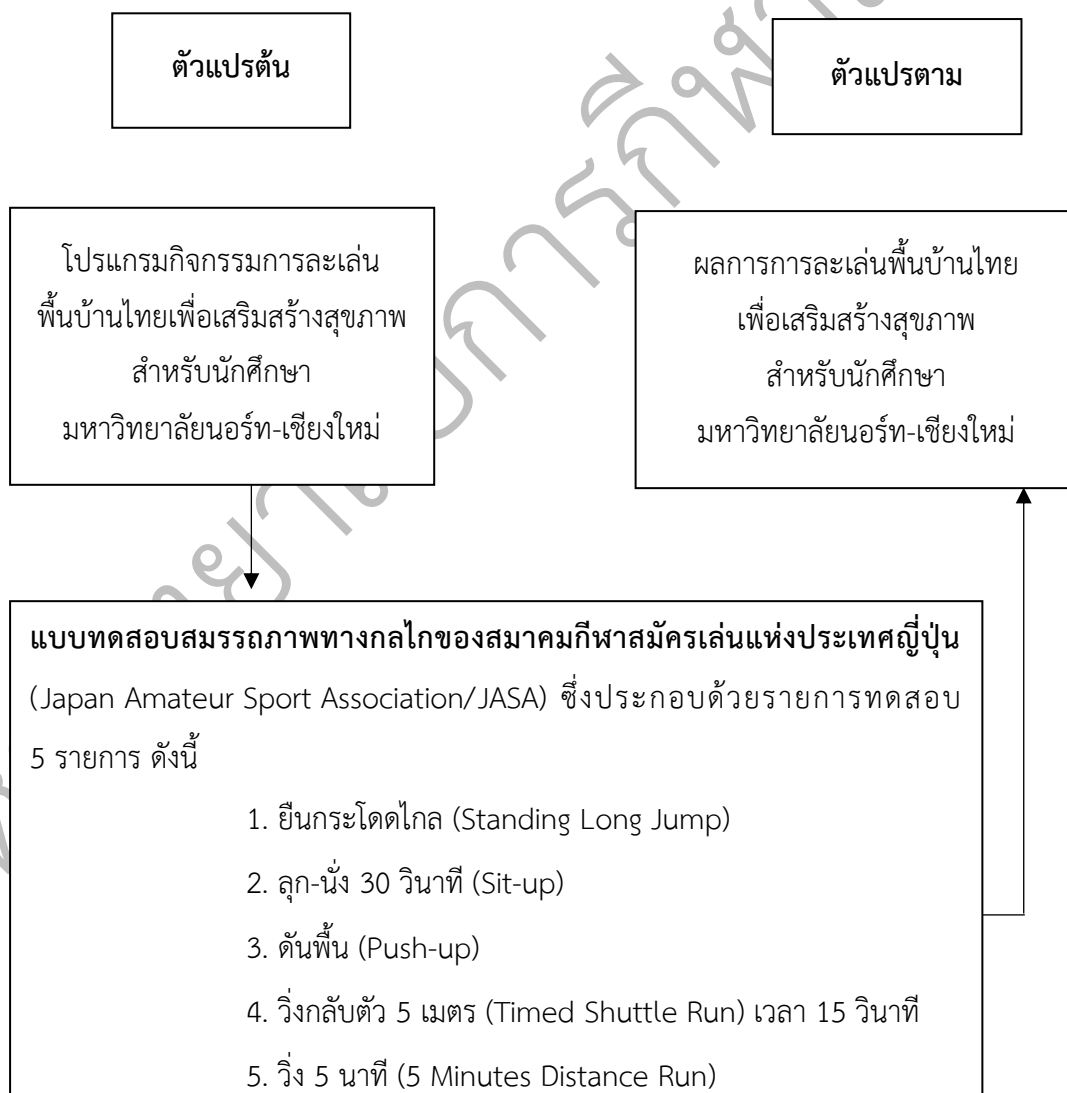 ตัวแปรต้น
ตัวแปรตาม
โปรแกรมกิจกรรมการละเล่น
พื้นบ้านไทยเพื่อเสริมสร้างสุขภาพ
สำหรับนักศึกษา
มหาวิทยาลัยนอร์ท-เชียงใหม่
ผลการการละเล่นพื้นบ้านไทย
เพื่อเสริมสร้างสุขภาพ
สำหรับนักศึกษา
มหาวิทยาลัยนอร์ท-เชียงใหม่
แบบทดสอบสมรรถภาพทางกลไกของสมาคมกีฬาสมัครเล่นแห่งประเทศญี่ปุ่น
(Japan Amateur Sport Association/JASA) ซึ่งประกอบด้วยรายการทดสอบ
5 รายการ ดังนี้
1. ยืนกระโดดไกล (Standing Long Jump)
2. ลุก-นั่ง 30 วินาที (Sit-up)
3. ดันพื้น (Push-up)
4. วิ่งกลับตัว 5 เมตร (Timed Shuttle Run) เวลา 15 วินาที
5. วิ่ง 5 นาที (5 Minutes Distance Run)